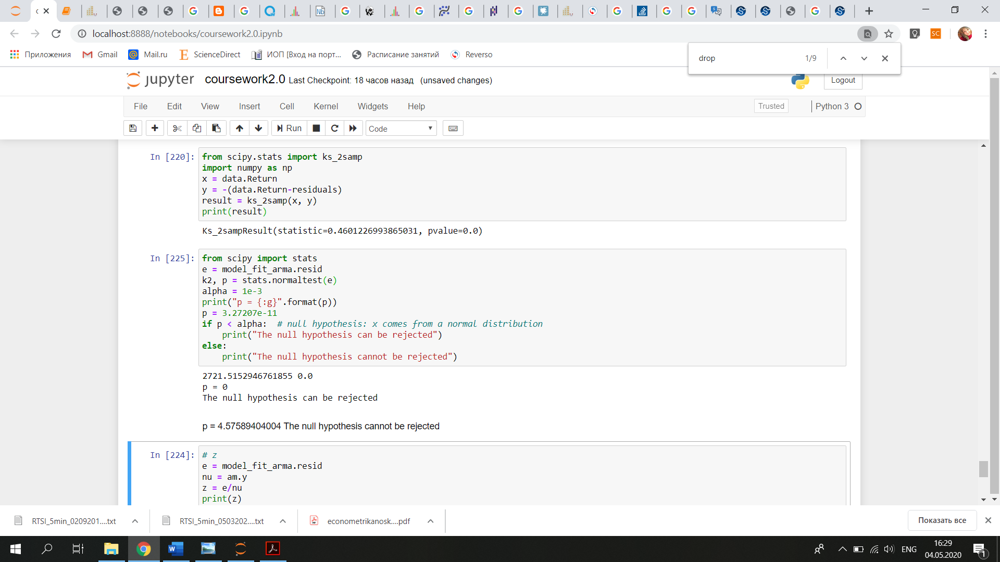 localhost:8888/notebooks/coursework2.0.ipynb
SC
Приложения
Gmail
Mail.ru
ScienceDirect
ИОП [Вход на порт...
Расписание занятий
Reverso
drop
1/9
jupyter
coursework2.0
Last Checkpoint: 18 часов назад
(unsaved changes)
Logout
File
Edit
View
Insert
Cell
Kernel
Widgets
Help
Trusted
Python 3
Run
Code
In [220]:
from scipy.stats import ks_2samp
import numpy as np
x = data.Return
y = -(data.Return-residuals)
result = ks_2samp(x, y)
print(result)
Ks_2sampResult(statistic=0.4601226993865031, pvalue=0.0)
In [225]:
from scipy import stats
e = model_fit_arma.resid
k2, p = stats.normaltest(e)
alpha = 1e-3
print("p = {:g}".format(p))
p = 3.27207e-11
if p < alpha:  # null hypothesis: x comes from a normal distribution
    print("The null hypothesis can be rejected")
else:
    print("The null hypothesis cannot be rejected")
2721.5152946761855 0.0
p = 0
The null hypothesis can be rejected
p = 4.57589404004 The null hypothesis cannot be rejected
In [224]:
# z
e = model_fit_arma.resid
nu = am.y
z = e/nu
print(z)
RTSI_5min_0209201....txt
RTSI_5min_0503202....txt
econometrikanosk....pdf
Показать все
ENG
16:29
04.05.2020
1